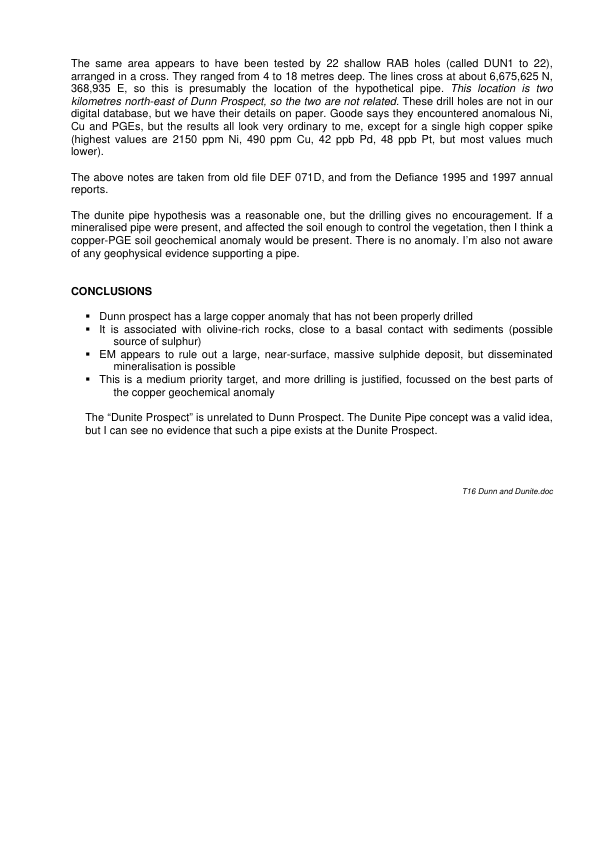 The same area appears to have been tested by 22 shallow RAB holes (called DUN1 to 22),
arranged in a cross. They ranged from 4 to 18 metres deep. The lines cross at about 6,675,625 N,
368,935 E, so this is presumably the location of the hypothetical pipe. This location is two
kilometres north-east of Dunn Prospect, so the two are not related. These drill holes are not in our
digital database, but we have their details on paper. Goode says they encountered anomalous Ni,
Cu and PGEs, but the results all look very ordinary to me, except for a single high copper spike
(highest values are 2150 ppm Ni, 490 ppm Cu, 42 ppb Pd, 48 ppb Pt, but most values much
lower).
The above notes are taken from old file DEF 071D, and from the Defiance 1995 and 1997 annual
reports.
The dunite pipe hypothesis was a reasonable one, but the drilling gives no encouragement. If a
mineralised pipe were present, and affected the soil enough to control the vegetation, then I think a
copper-PGE soil geochemical anomaly would be present. There is no anomaly. I'm also not aware
of any geophysical evidence supporting a pipe.
CONCLUSIONS
▪ Dunn prospect has a large copper anomaly that has not been properly drilled
▪ It is associated with olivine-rich rocks, close to a basal contact with sediments (possible
source of sulphur)
▪ EM appears to rule out a large, near-surface, massive sulphide deposit, but disseminated
mineralisation is possible
▪ This is a medium priority target, and more drilling is justified, focussed on the best parts of
the copper geochemical anomaly
The “Dunite Prospect” is unrelated to Dunn Prospect. The Dunite Pipe concept was a valid idea,
but I can see no evidence that such a pipe exists at the Dunite Prospect.
T16 Dunn and Dunite.doc